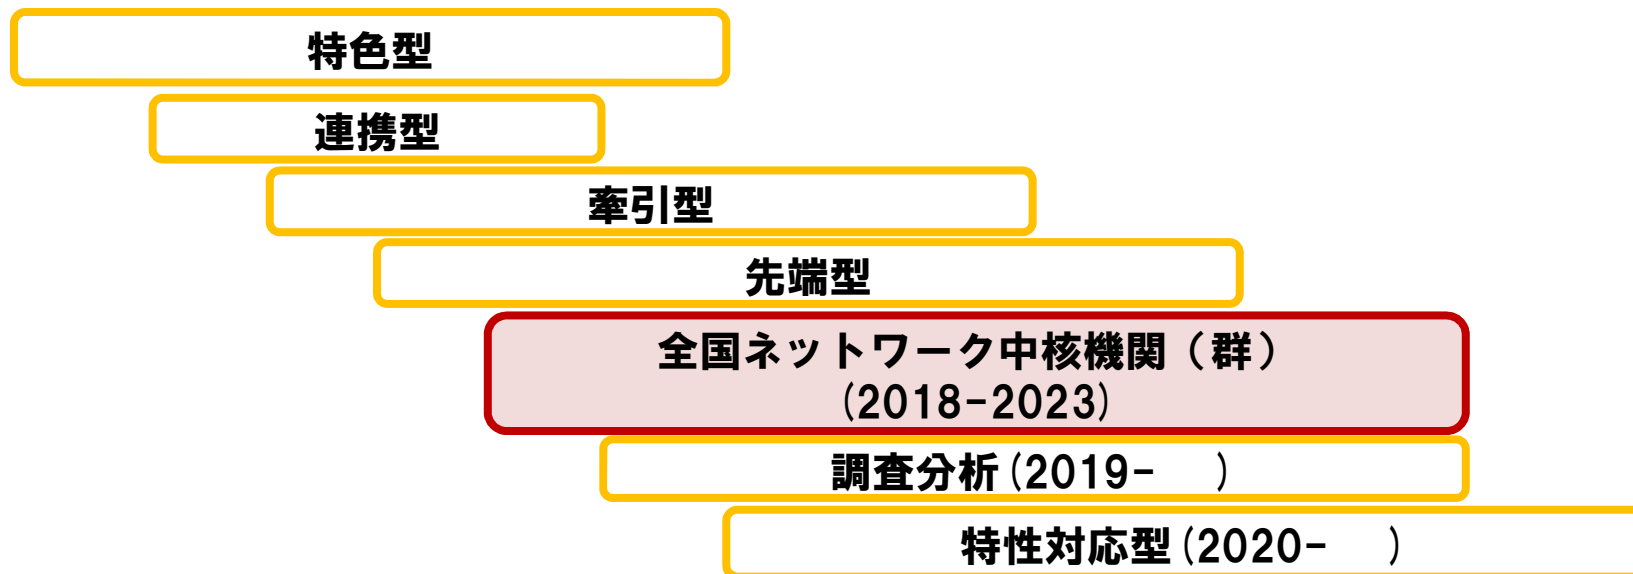 特色型
連携型
牽引型
先端型
全国ネットワーク中核機関（群）
(2018-2023)
調査分析(2019-　)
特性対応型(2020-　)